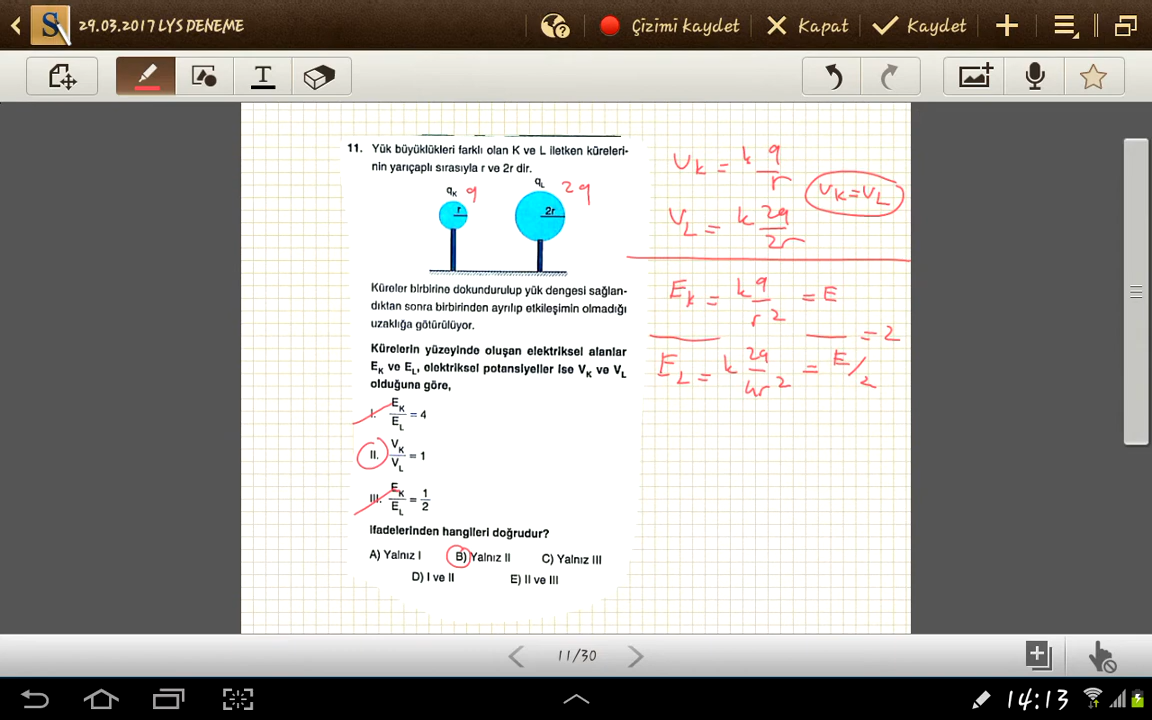 29.03.2017 LYS DENEME
Çizimi kaydet
Kapat
Kaydet
11. Yük büyüklükleri farklı olan K ve L iletken küreleri-
nin yarıçaplı sırasıyla r ve 2r dir.
qK q
qL 2q
r
2r
Küreler birbirine dokundurulup yük dengesi sağlan-
dıktan sonra birbirinden ayrılıp etkileşimin olmadığı
uzaklığa götürülüyor.
Kürelerin yüzeyinde oluşan elektriksel alanlar
EK ve EL, elektriksel potansiyeller ise VK ve VL
olduğuna göre,
I. EK/EL = 4
II. VK/VL = 1
III. EK/EL = 1/2
ifadelerinden hangileri doğrudur?
A) Yalnız I B) Yalnız II C) Yalnız III
D) I ve II E) II ve III
VK = k q/r
VK = VL
VL = k 2q/2r
EK = k q/r² = E
= 2
EL = k 2q/4r² = E/2
11/30
14:13